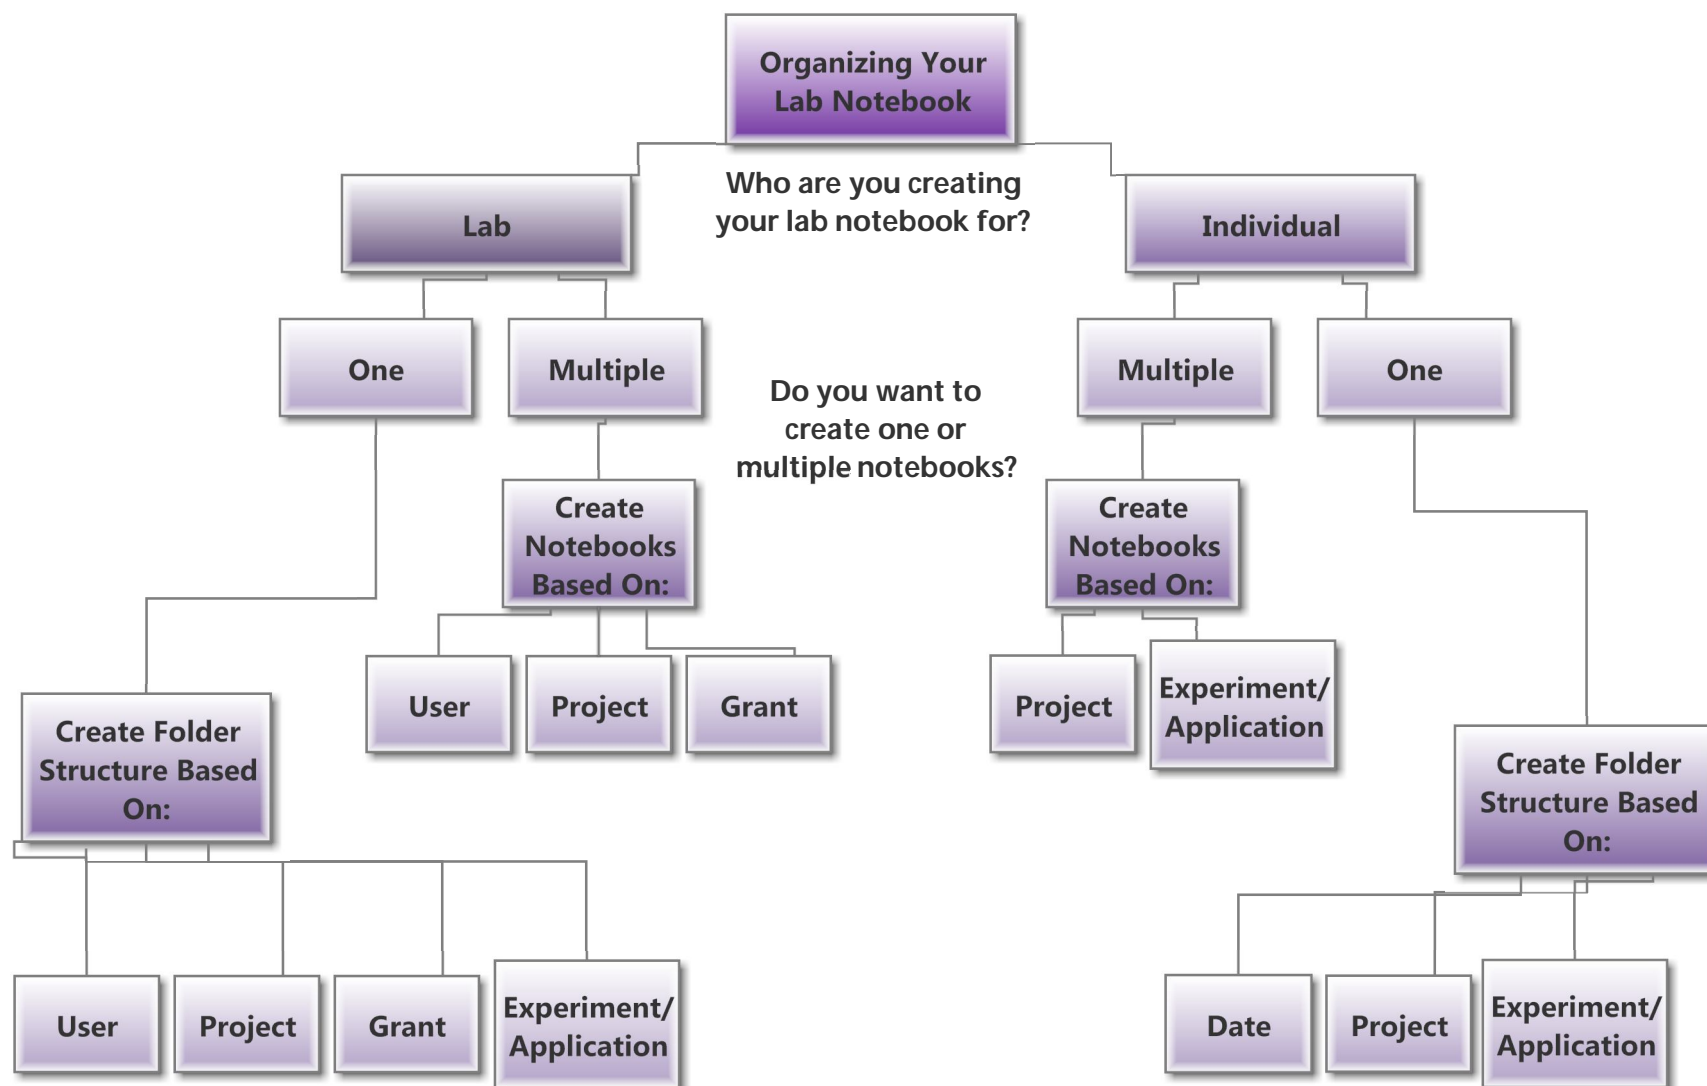 Organizing Your
Lab Notebook
Who are you creating
your lab notebook for?
Lab
Individual
One
Multiple
Multiple
One
Do you want to
create one or
multiple notebooks?
Create
Notebooks
Based On:
Create
Notebooks
Based On:
User
Project
Grant
Project
Experiment/
Application
Create Folder
Structure Based
On:
Create Folder
Structure Based
On:
User
Project
Grant
Experiment/
Application
Date
Project
Experiment/
Application